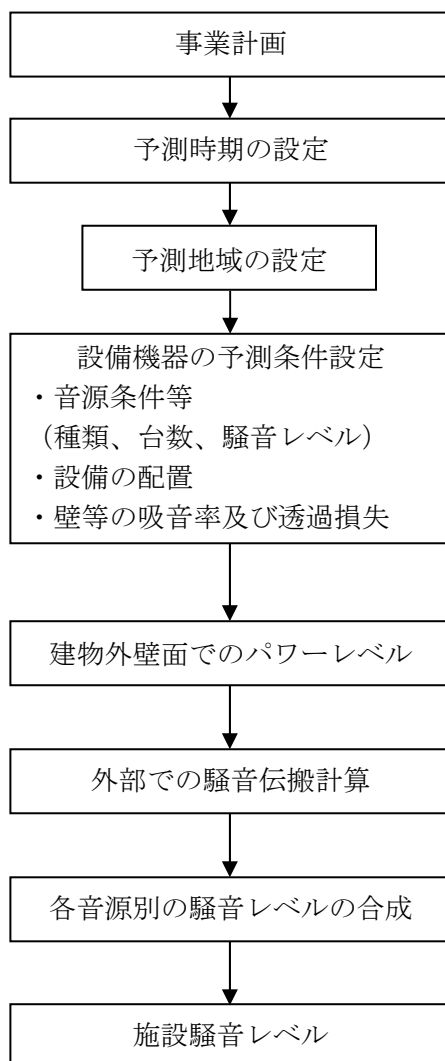 事業計画
予測時期の設定
予測地域の設定
設備機器の予測条件設定
・音源条件等
（種類、台数、騒音レベル）
・設備の配置
・壁等の吸音率及び透過損失
建物外壁面でのパワーレベル
外部での騒音伝搬計算
各音源別の騒音レベルの合成
施設騒音レベル